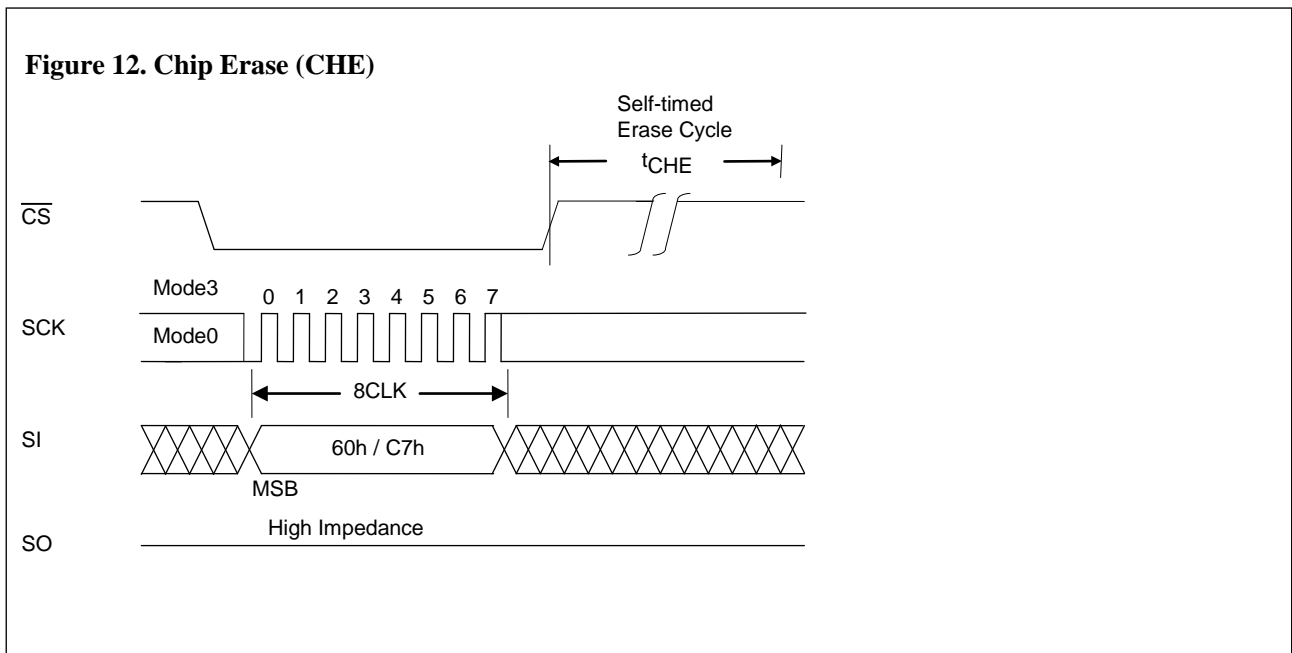 Figure 12. Chip Erase (CHE)
Self-timed
Erase Cycle
tCHE
CS
Mode3
0 1 2 3 4 5 6 7
SCK
Mode0
8CLK
SI
60h / C7h
MSB
High Impedance
SO